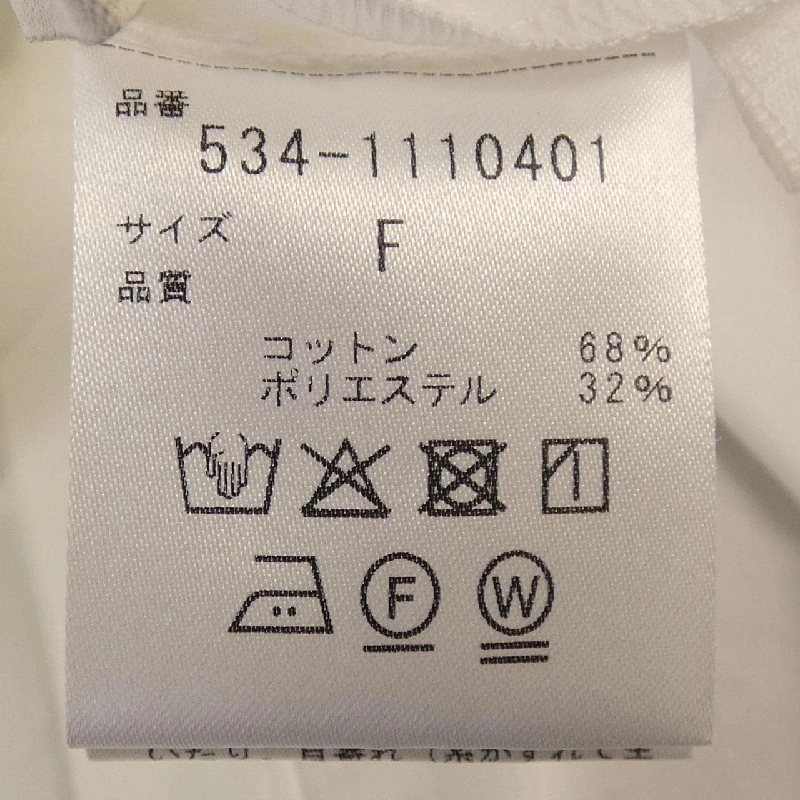 品番
534-1110401
サイズ F
品質
コットン 68%
ポリエステル 32%
F W